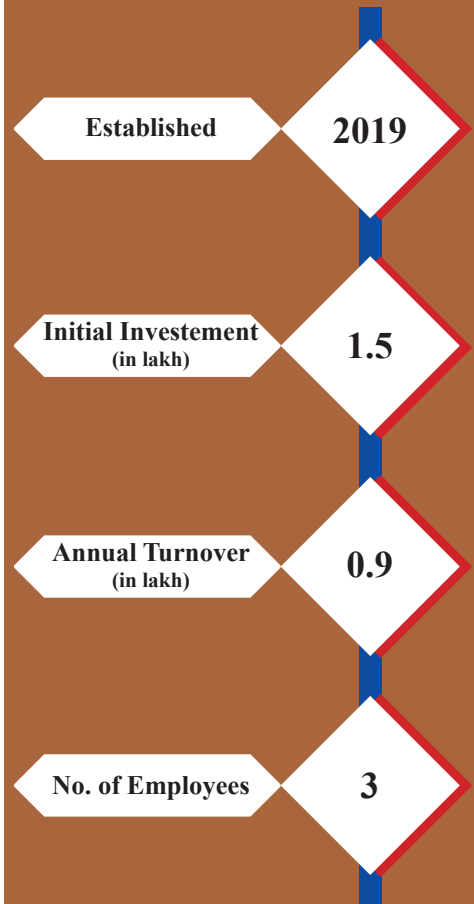 Established
2019
Initial Investement
(in lakh)
1.5
Annual Turnover
(in lakh)
0.9
No. of Employees
3